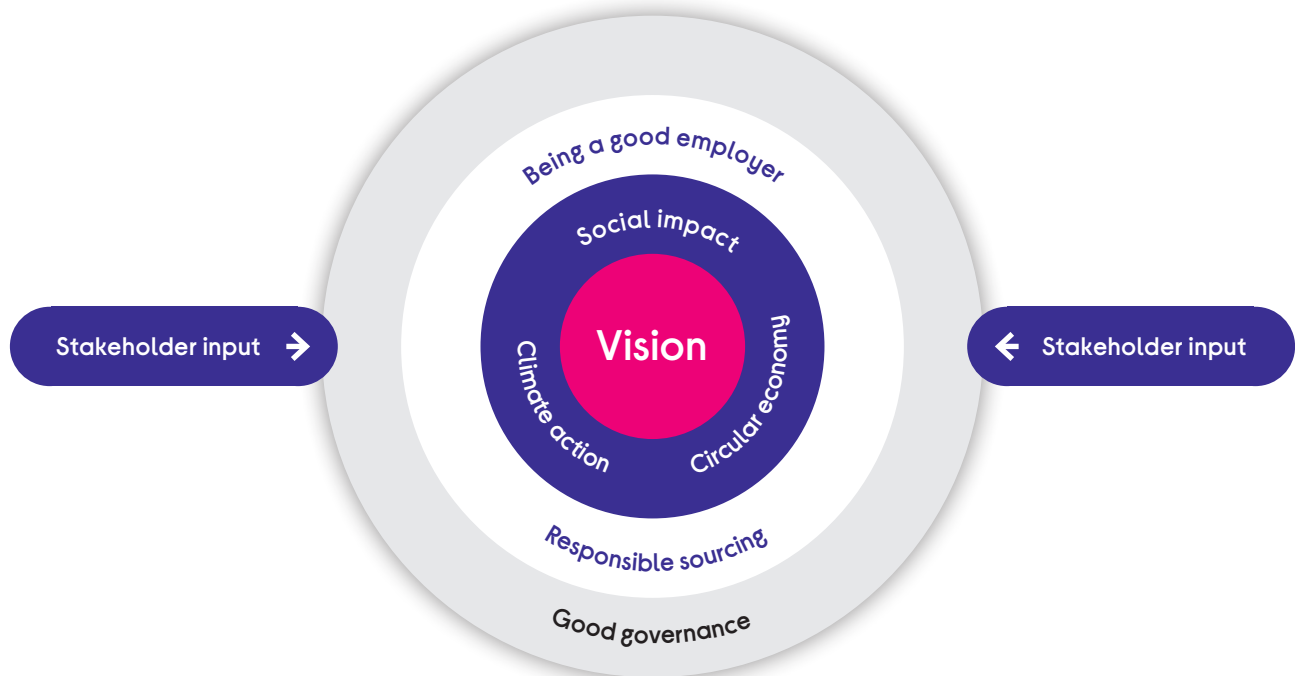 Being a good employer
Social impact
Vision
Climate action
Circular economy
Stakeholder input
Stakeholder input
Responsible sourcing
Good governance